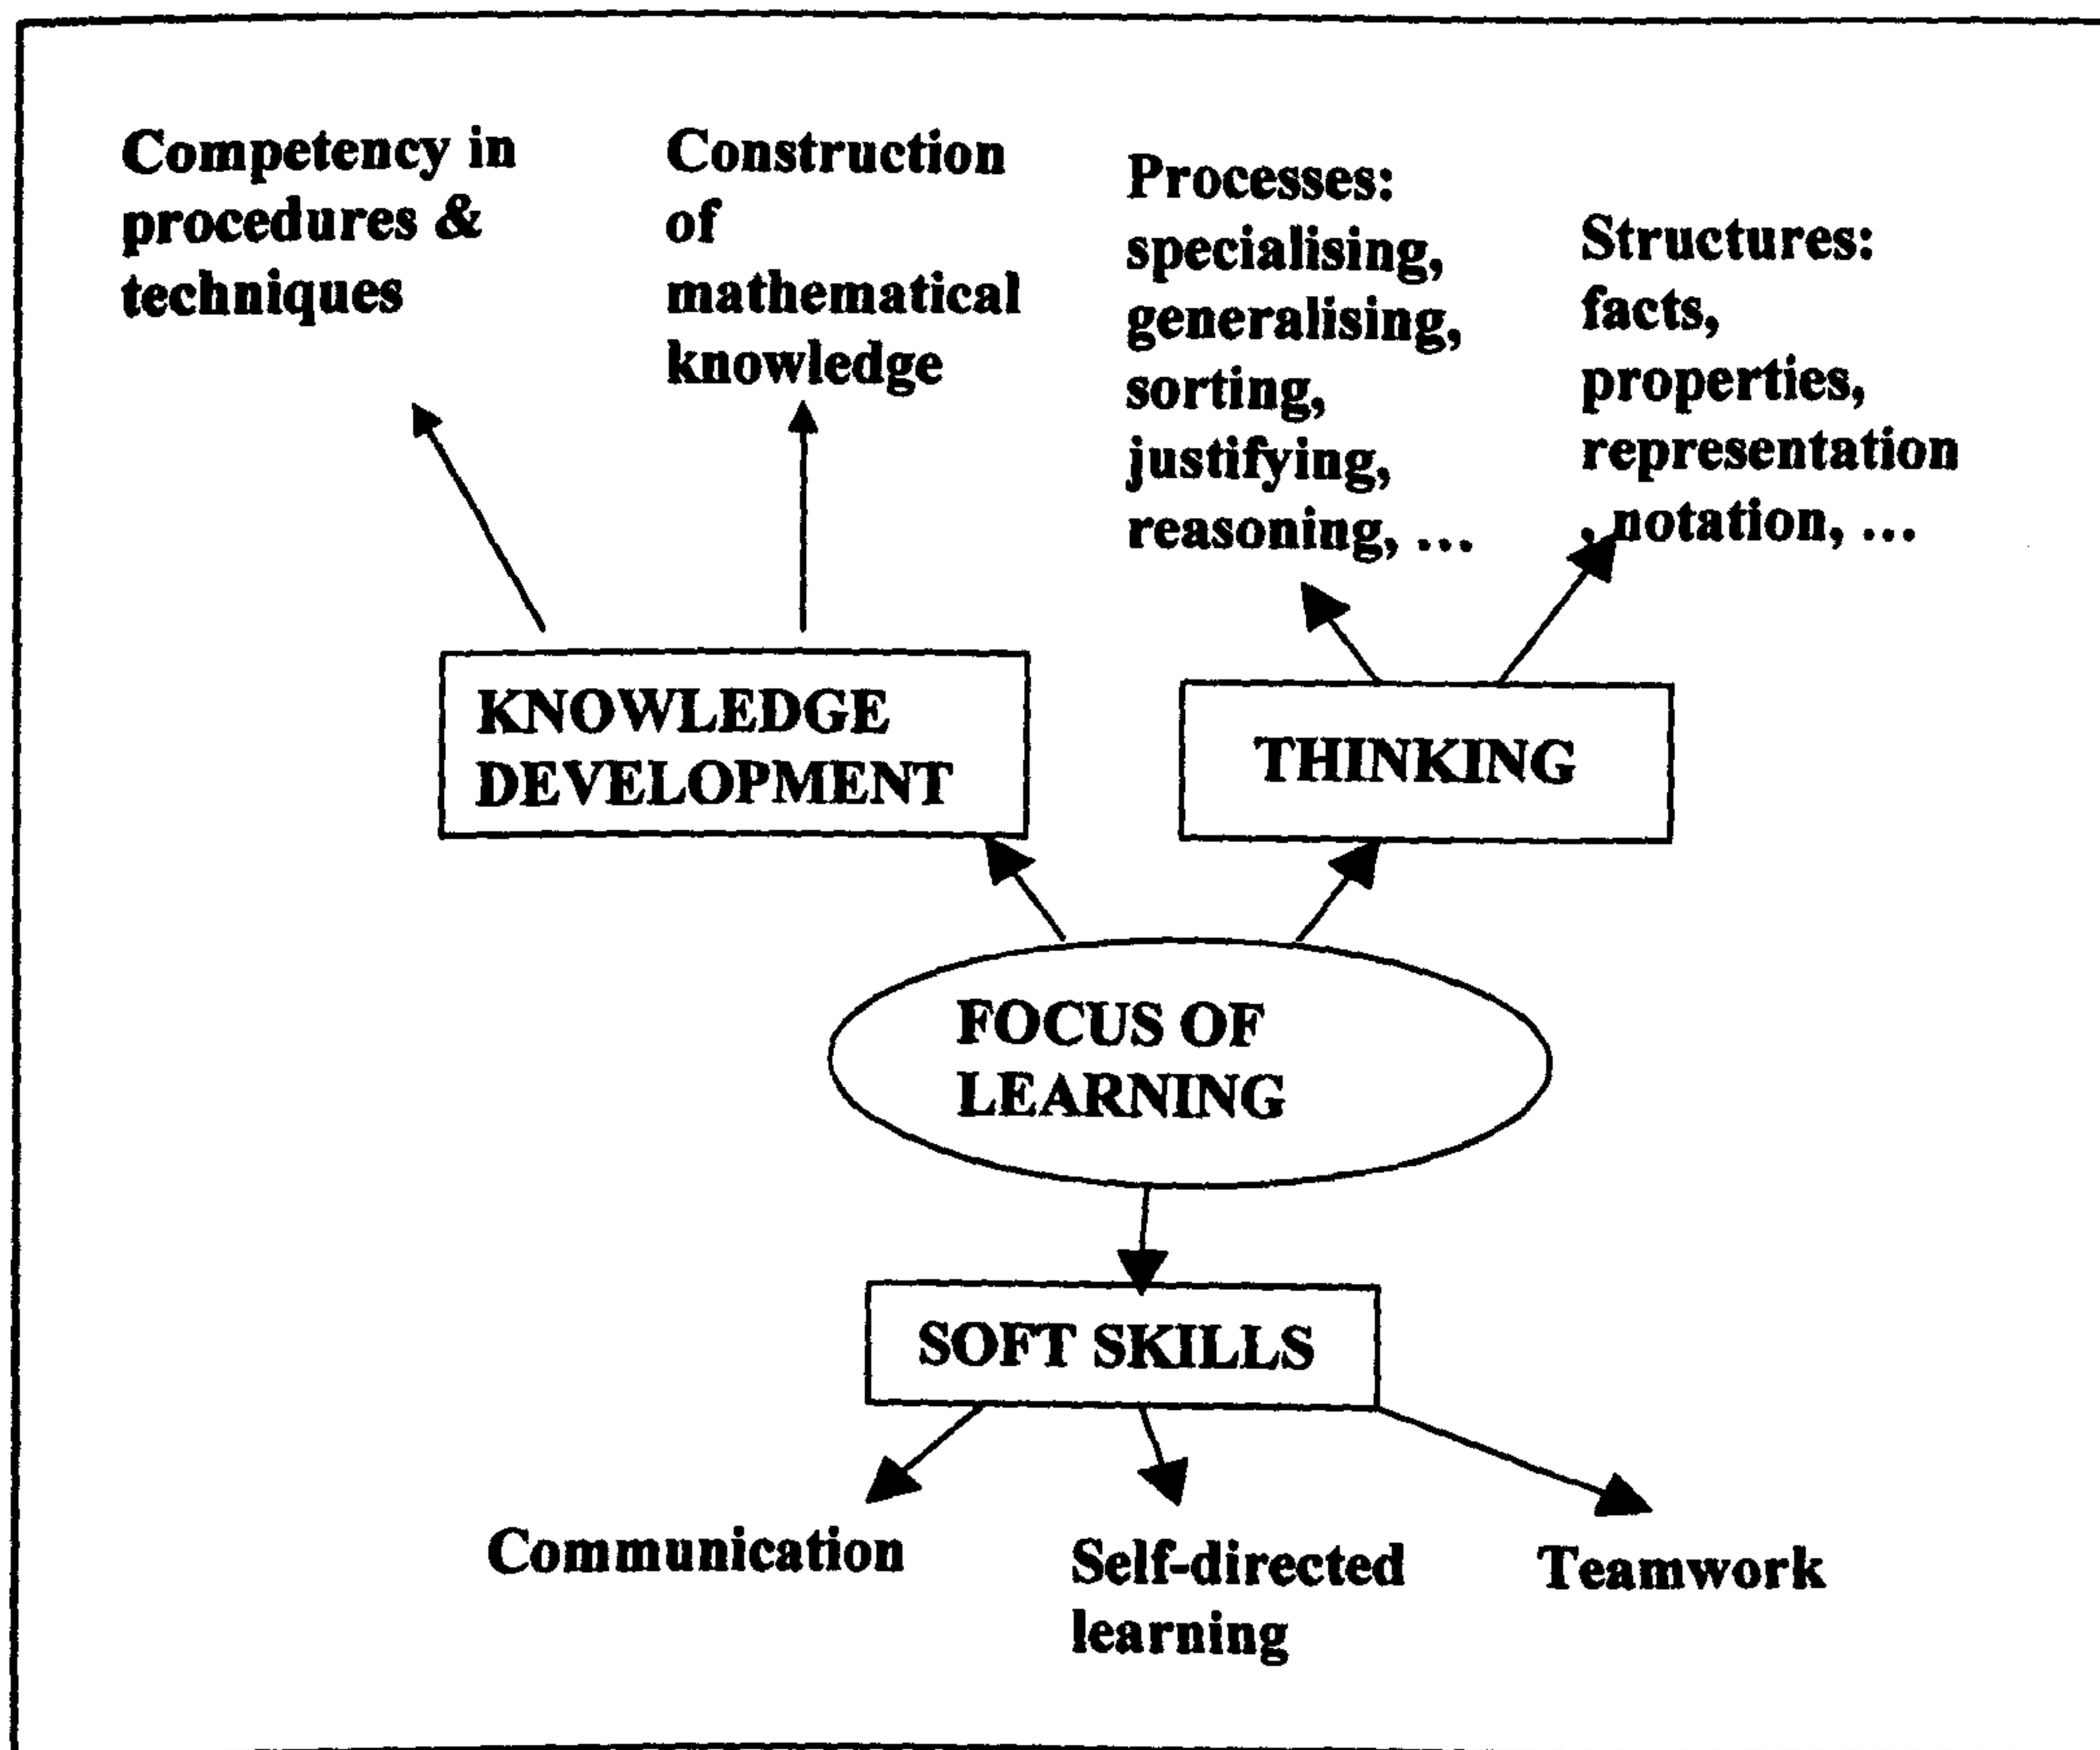 Competency in
procedures &
techniques
Construction
of
mathematical
knowledge
Processes:
specialising,
generalising,
sorting,
justifying,
reasoning, ...
Structures:
facts,
properties,
representation
, notation, ...
KNOWLEDGE
DEVELOPMENT
THINKING
FOCUS OF
LEARNING
SOFT SKILLS
Communication
Self-directed
learning
Teamwork